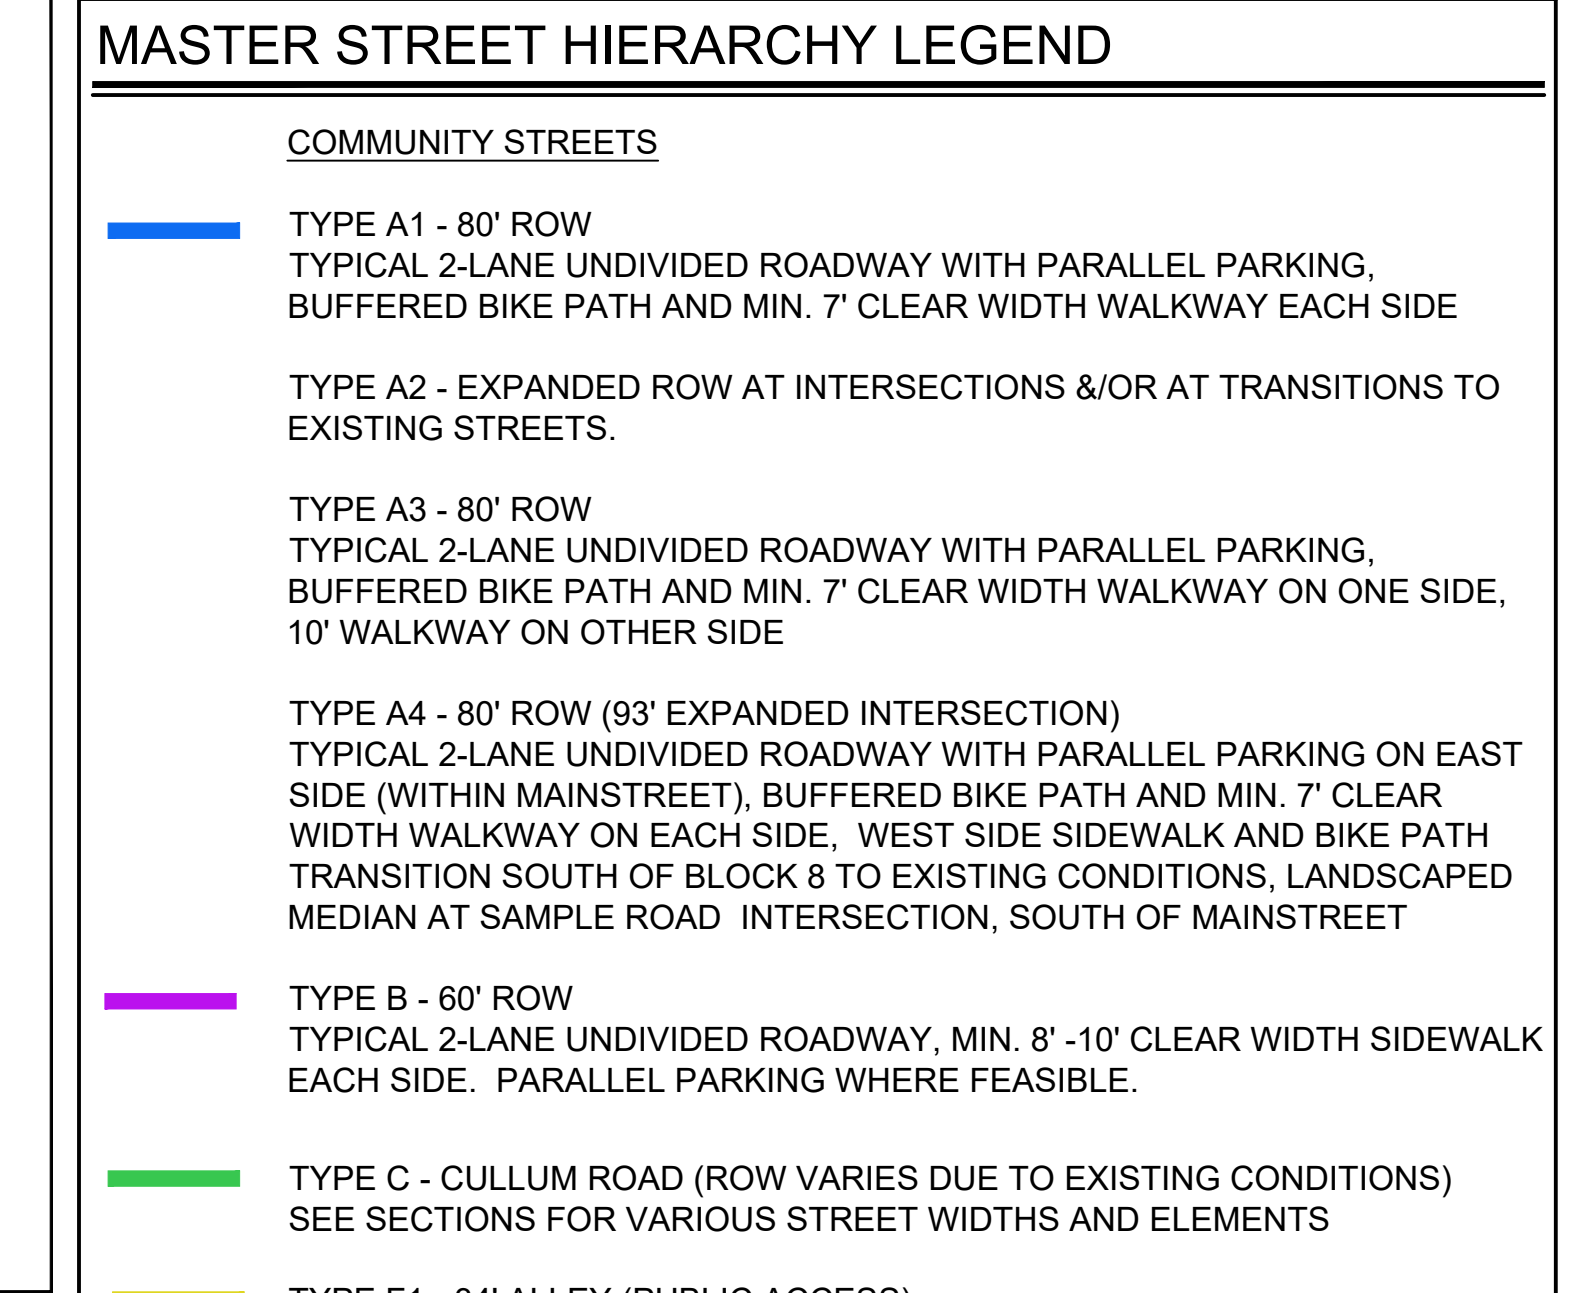 MASTER STREET HIERARCHY LEGEND
COMMUNITY STREETS
TYPE A1 - 80' ROW
TYPICAL 2-LANE UNDIVIDED ROADWAY WITH PARALLEL PARKING,
BUFFERED BIKE PATH AND MIN. 7' CLEAR WIDTH WALKWAY EACH SIDE
TYPE A2 - EXPANDED ROW AT INTERSECTIONS &/OR AT TRANSITIONS TO
EXISTING STREETS.
TYPE A3 - 80' ROW
TYPICAL 2-LANE UNDIVIDED ROADWAY WITH PARALLEL PARKING,
BUFFERED BIKE PATH AND MIN. 7' CLEAR WIDTH WALKWAY ON ONE SIDE,
10' WALKWAY ON OTHER SIDE
TYPE A4 - 80' ROW (93' EXPANDED INTERSECTION)
TYPICAL 2-LANE UNDIVIDED ROADWAY WITH PARALLEL PARKING ON EAST
SIDE (WITHIN MAINSTREET), BUFFERED BIKE PATH AND MIN. 7' CLEAR
WIDTH WALKWAY ON EACH SIDE, WEST SIDE SIDEWALK AND BIKE PATH
TRANSITION SOUTH OF BLOCK 8 TO EXISTING CONDITIONS, LANDSCAPED
MEDIAN AT SAMPLE ROAD INTERSECTION, SOUTH OF MAINSTREET
TYPE B - 60' ROW
TYPICAL 2-LANE UNDIVIDED ROADWAY, MIN. 8' -10' CLEAR WIDTH SIDEWALK
EACH SIDE. PARALLEL PARKING WHERE FEASIBLE.
TYPE C - CULLUM ROAD (ROW VARIES DUE TO EXISTING CONDITIONS)
SEE SECTIONS FOR VARIOUS STREET WIDTHS AND ELEMENTS
ALLEY (PUBLIC ACCESS)